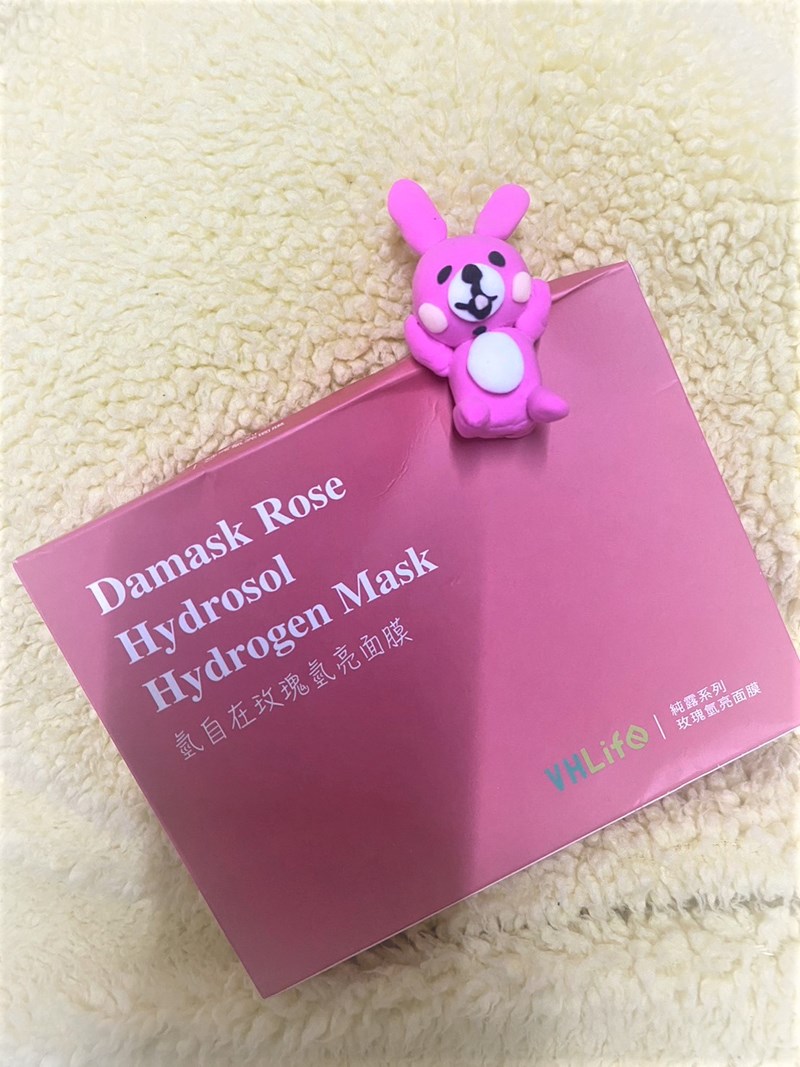 Damask Rose
Hydrosol
Hydrogen Mask
氫自在玫瑰氫亮面膜
VHLife
純露系列
玫瑰氫亮面膜